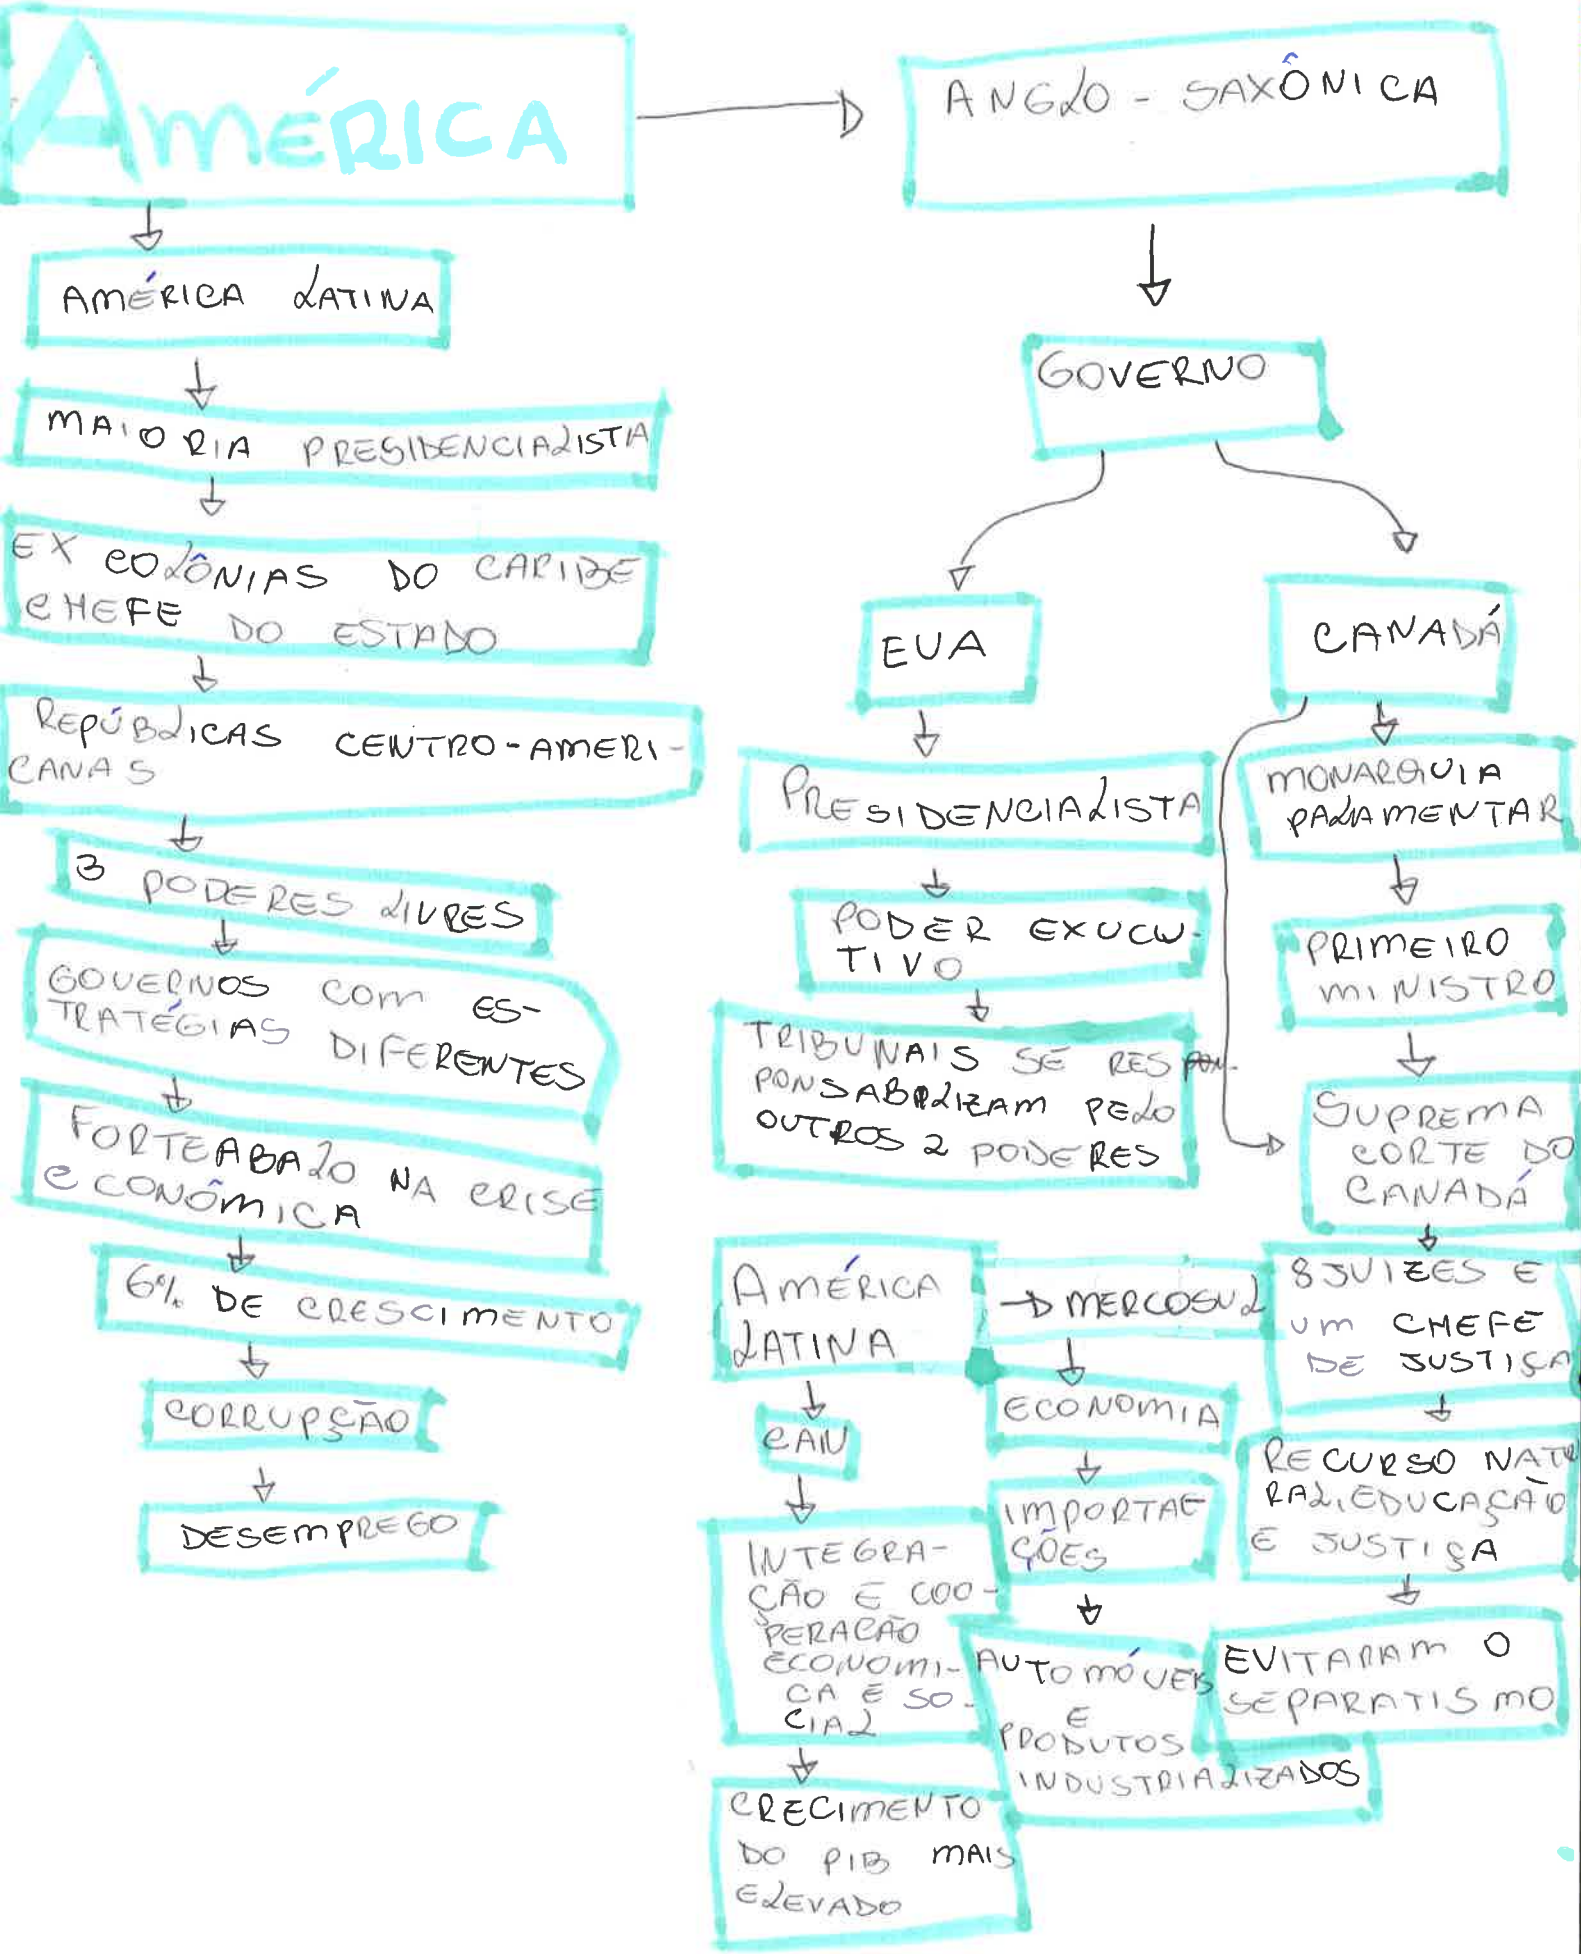 AMÉRICA
AMÉRICA LATINA
MAIORIA PRESIDENCIALISTA
EX COLÔNIAS DO CARIBE
CHEFE DO ESTADO
REPÚBLICAS CENTRO-AMERI-
CANAS
3 PODERES LIVRES
GOVERNOS COM ES-
TRATÉGIAS DIFERENTES
FORTE ABALO NA CRISE
ECONÔMICA
6% DE CRESCIMENTO
CORRUPÇÃO
DESEMPREGO
ANGLO - SAXÔNICA
GOVERNO
EUA
PRESIDENCIALISTA
PODER EXUCU-
TIVO
TRIBUNAIS SE RES
PONSABILIZAM PELO
OUTROS 2 PODERES
CANADÁ
MONARQUIA
PALAMENTAR
PRIMEIRO
MINISTRO
SUPREMA
CORTE DO
CANADÁ
8 JUIZES E
UM CHEFE
DE JUSTIÇA
RECURSO NATU
RAL, EDUCAÇÃO
E JUSTIÇA
EVITARAM O
SEPARATISMO
AMÉRICA
LATINA
CAN
INTEGRA-
ÇÃO E COO-
PERAÇÃO
ECONOMI-
CA E SO-
CIAL
CRECIMENTO
DO PIB MAIS
ELEVADO
MERCOSUL
ECONOMIA
IMPORTAE
ÇÕES
AUTOMÓVEIS
E
PRODUTOS
INDUSTRIALIZADOS